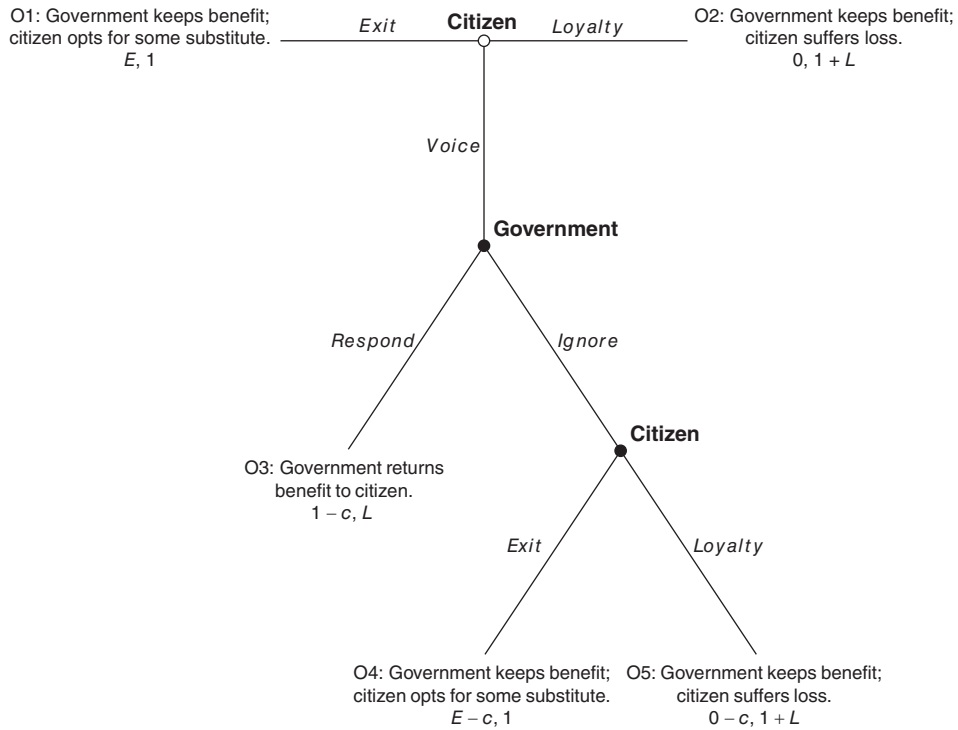 O1: Government keeps benefit;
citizen opts for some substitute.
E, 1
Exit
Citizen
Loyalty
O2: Government keeps benefit;
citizen suffers loss.
0, 1 + L
Voice
Government
Respond
Ignore
O3: Government returns
benefit to citizen.
1 – c, L
Citizen
Exit
Loyalty
O4: Government keeps benefit;
citizen opts for some substitute.
E – c, 1
O5: Government keeps benefit;
citizen suffers loss.
0 – c, 1 + L